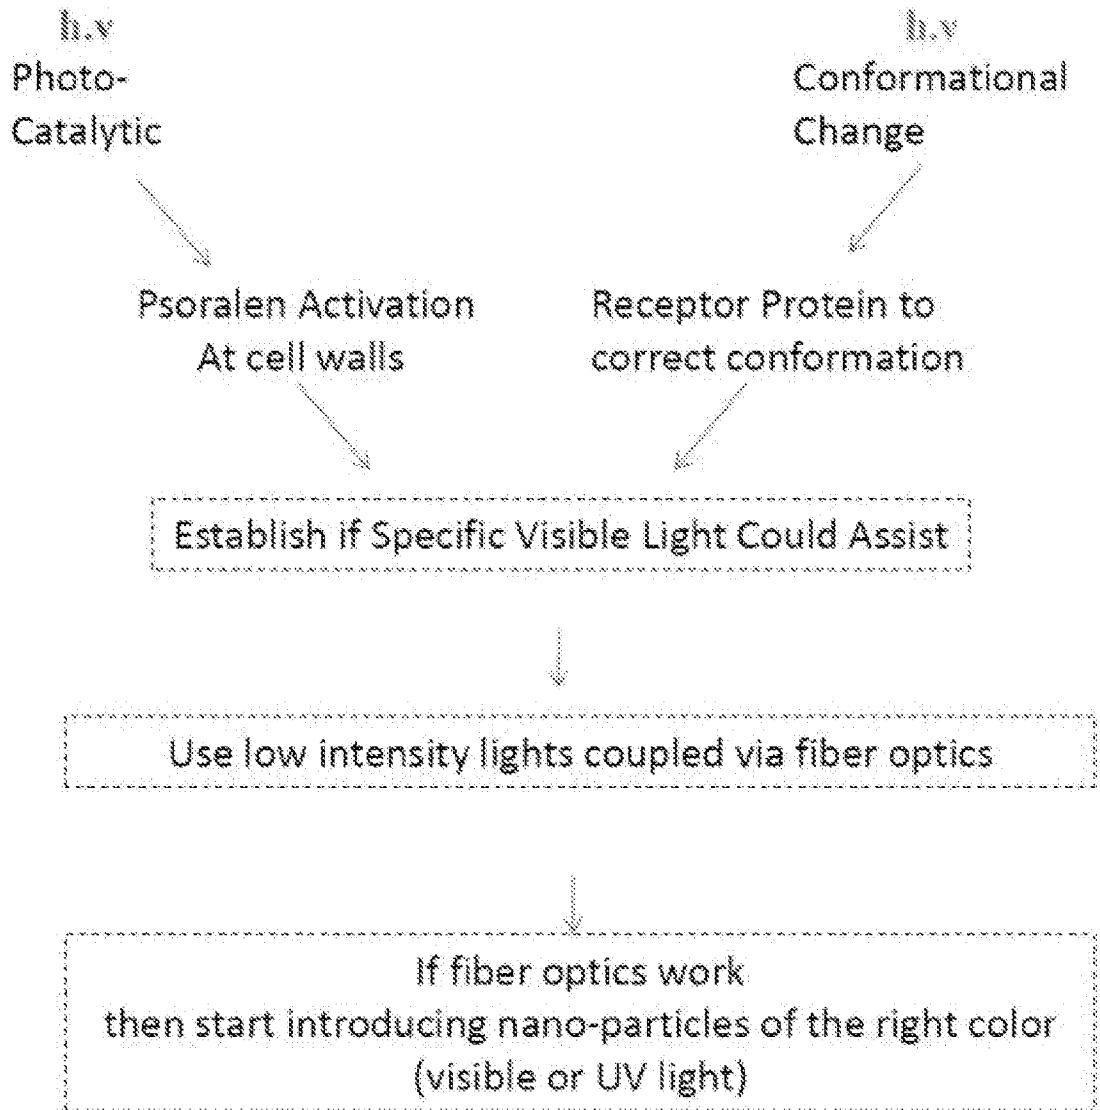 h.v
Photo-
Catalytic
h.v
Conformational
Change
Psoralen Activation
At cell walls
Receptor Protein to
correct conformation
Establish if Specific Visible Light Could Assist
Use low intensity lights coupled via fiber optics
If fiber optics work
then start introducing nano-particles of the right color
(visible or UV light)